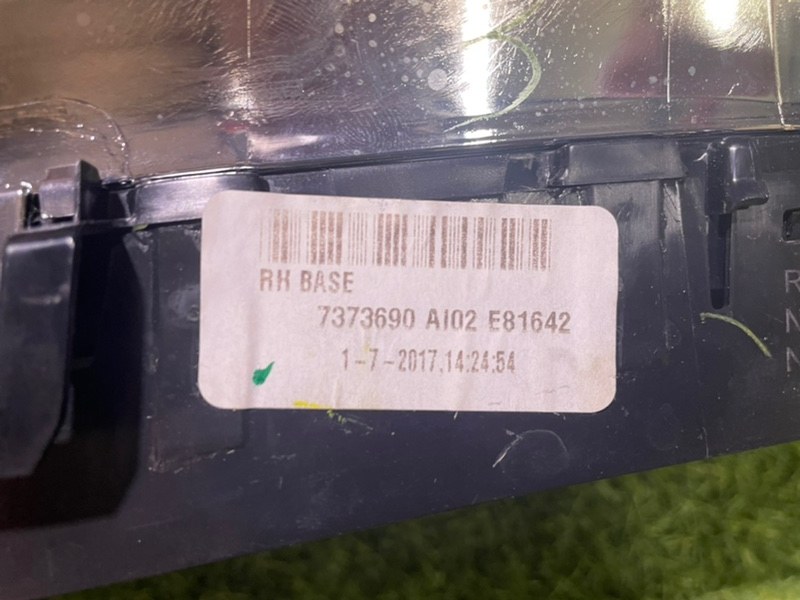 RH BASE
7373690 AI02 E81642
1-7-2017.14:24:54
R
N
N